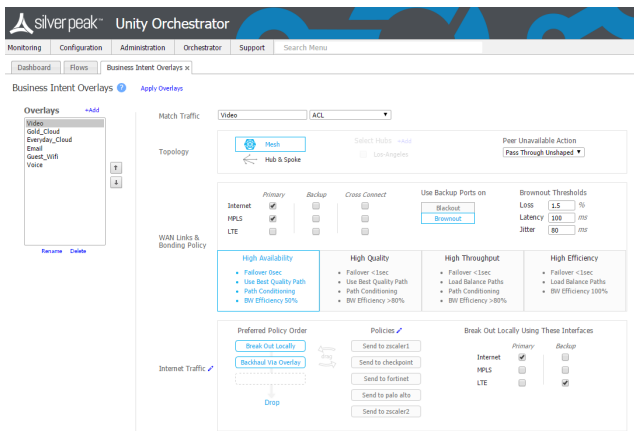 silver peak™ Unity Orchestrator
Monitoring Configuration Administration Orchestrator Support Search Menu
Dashboard Flows Business Intent Overlays x
Business Intent Overlays ? Apply Overlays
Overlays +Add
Video
Gold_Cloud
Everyday_Cloud
Email
Guest_Wifi
Voice
Rename Delete
Match Traffic Video ACL
Topology
Mesh
Hub & Spoke
Select Hubs +Add
Los-Angeles
Peer Unavailable Action
Pass Through Unshaped
WAN Links &
Bonding Policy
Primary Backup Cross Connect
Internet
MPLS
LTE
Use Backup Ports on
Blackout
Brownout
Brownout Thresholds
Loss 1.5 %
Latency 100 ms
Jitter 80 ms
High Availability
• Failover 0sec
• Use Best Quality Path
• Path Conditioning
• BW Efficiency 50%
High Quality
• Failover <1sec
• Use Best Quality Path
• Path Conditioning
• BW Efficiency >80%
High Throughput
• Failover <1sec
• Load Balance Paths
• Path Conditioning
• BW Efficiency >80%
High Efficiency
• Failover <1sec
• Load Balance Paths
• BW Efficiency 100%
Internet Traffic
Preferred Policy Order
Break Out Locally
Backhaul Via Overlay
Drop
drag
Policies
Send to zscaler1
Send to checkpoint
Send to fortinet
Send to palo alto
Send to zscaler2
Break Out Locally Using These Interfaces
Primary Backup
Internet
MPLS
LTE